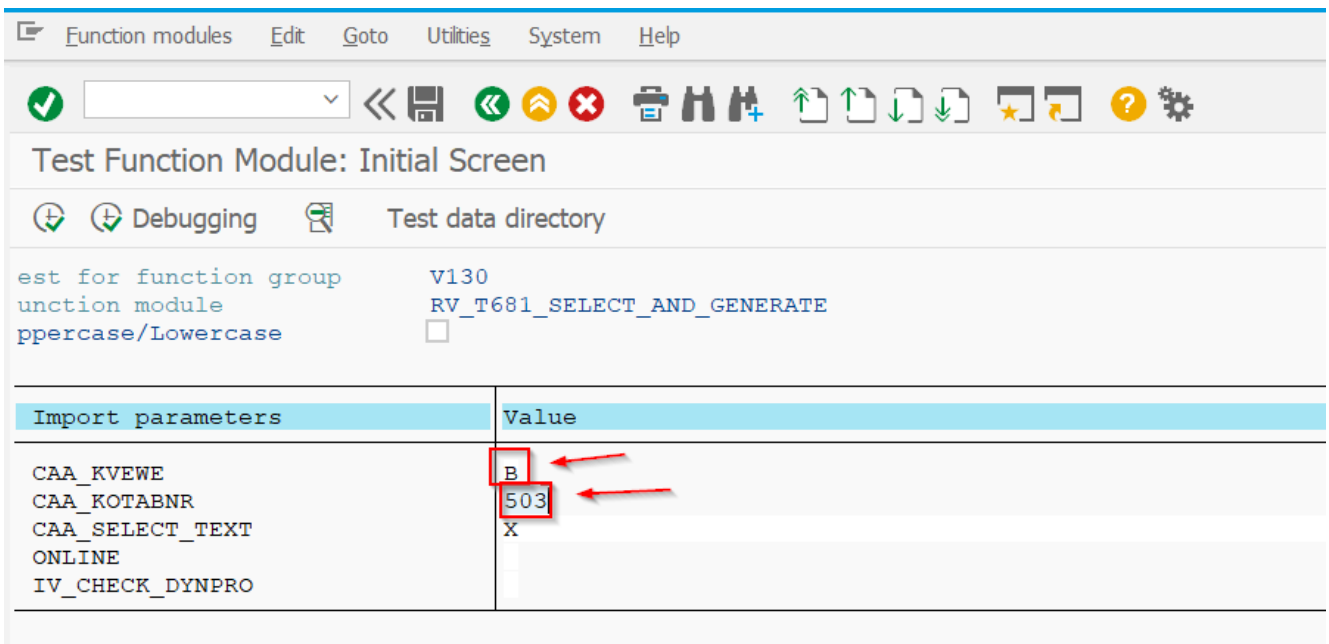 Function modules Edit Goto Utilities System Help
Test Function Module: Initial Screen
Debugging Test data directory
est for function group V130
unction module RV_T681_SELECT_AND_GENERATE
ppercase/Lowercase
Import parameters Value
CAA_KVEWE B
CAA_KOTABNR 503
CAA_SELECT_TEXT X
ONLINE
IV_CHECK_DYNPRO